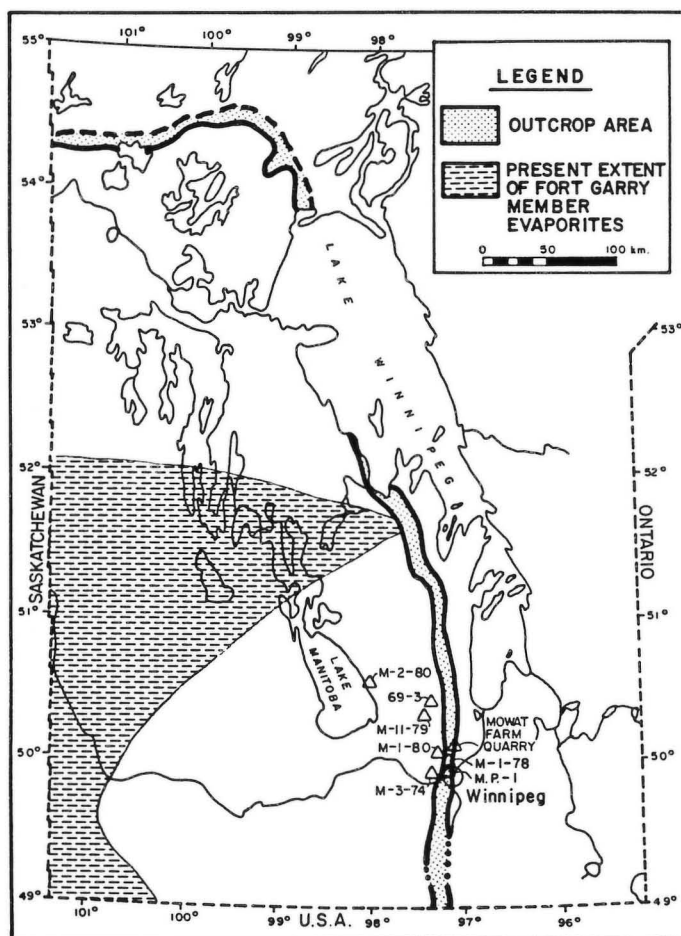 55°
101°
100°
99°
98°
LEGEND
OUTCROP AREA
PRESENT EXTENT
OF FORT GARRY
MEMBER
EVAPORITES
0 50 100 km.
54°
53°
53°
LAKE WINNIPEG
52°
52°
SASKATCHEWAN
ONTARIO
51°
51°
LAKE
MANITOBA
M-2-80
69-3
M-11-79
M-1-80
MOWAT
FARM
QUARRY
50°
50°
M-1-78
M.P.-1
M-3-74
Winnipeg
49°
49°
101°
100°
99°
U.S.A.
98°
97°
96°